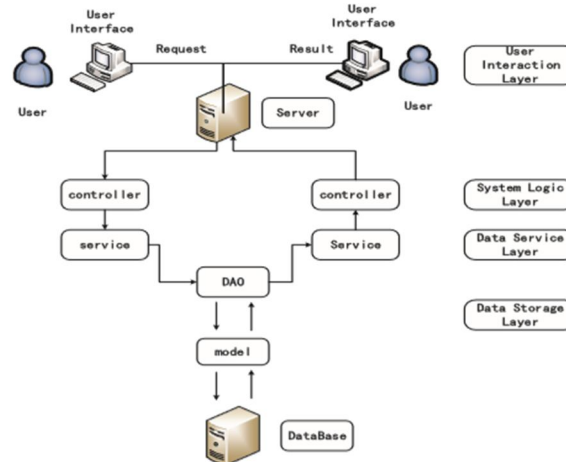 User
Interface
User
Interface
Request
Result
User
Interaction
Layer
User
User
Server
controller
controller
System Logic
Layer
service
Service
Data Service
Layer
DAO
Data Storage
Layer
model
DataBase